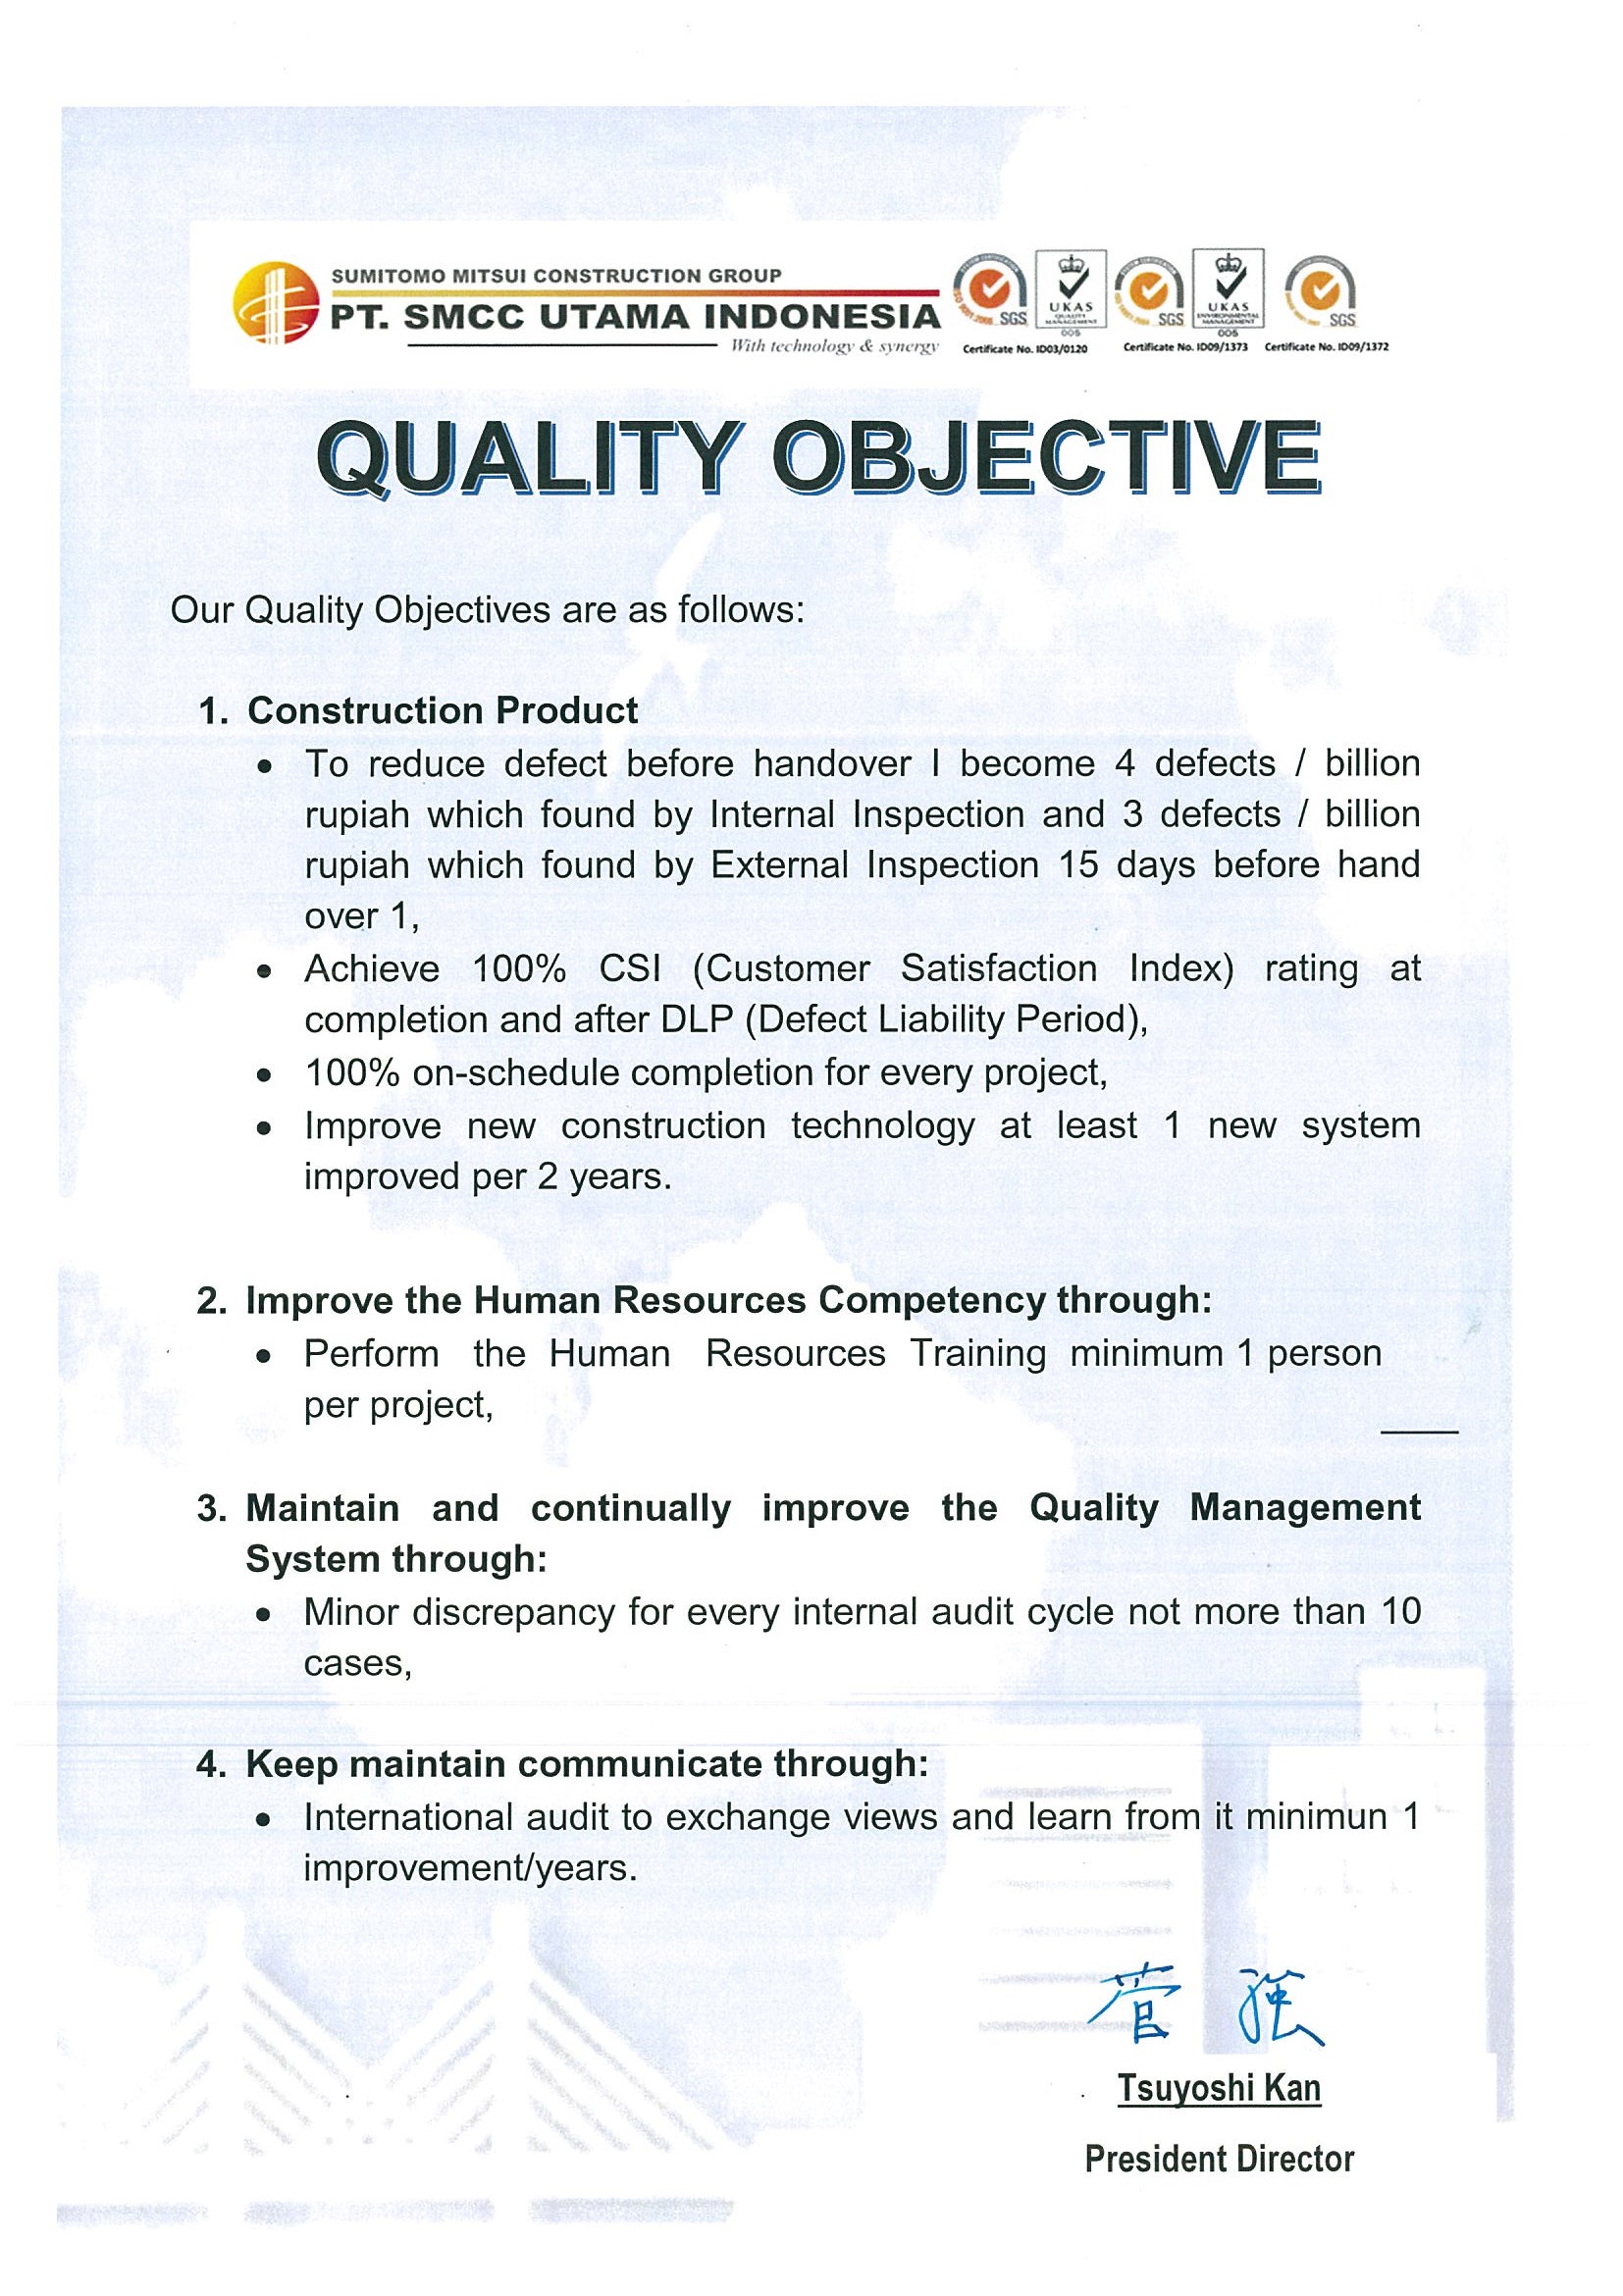 SUMITOMO MITSUI CONSTRUCTION GROUP
PT. SMCC UTAMA INDONESIA
With technology & synergy
SGS
UKAS
QUALITY
MANAGEMENT
005
SGS
UKAS
ENVIRONMENTAL
MANAGEMENT
005
SGS
Certificate No. ID03/0120
Certificate No. ID09/1373
Certificate No. ID09/1372
QUALITY OBJECTIVE
Our Quality Objectives are as follows:
1. Construction Product
• To reduce defect before handover I become 4 defects / billion
rupiah which found by Internal Inspection and 3 defects / billion
rupiah which found by External Inspection 15 days before hand
over 1,
• Achieve 100% CSI (Customer Satisfaction Index) rating at
completion and after DLP (Defect Liability Period),
• 100% on-schedule completion for every project,
• Improve new construction technology at least 1 new system
improved per 2 years.
2. Improve the Human Resources Competency through:
• Perform the Human Resources Training minimum 1 person
per project,
3. Maintain and continually improve the Quality Management
System through:
• Minor discrepancy for every internal audit cycle not more than 10
cases,
4. Keep maintain communicate through:
• International audit to exchange views and learn from it minimun 1
improvement/years.
菅 強
Tsuyoshi Kan
President Director